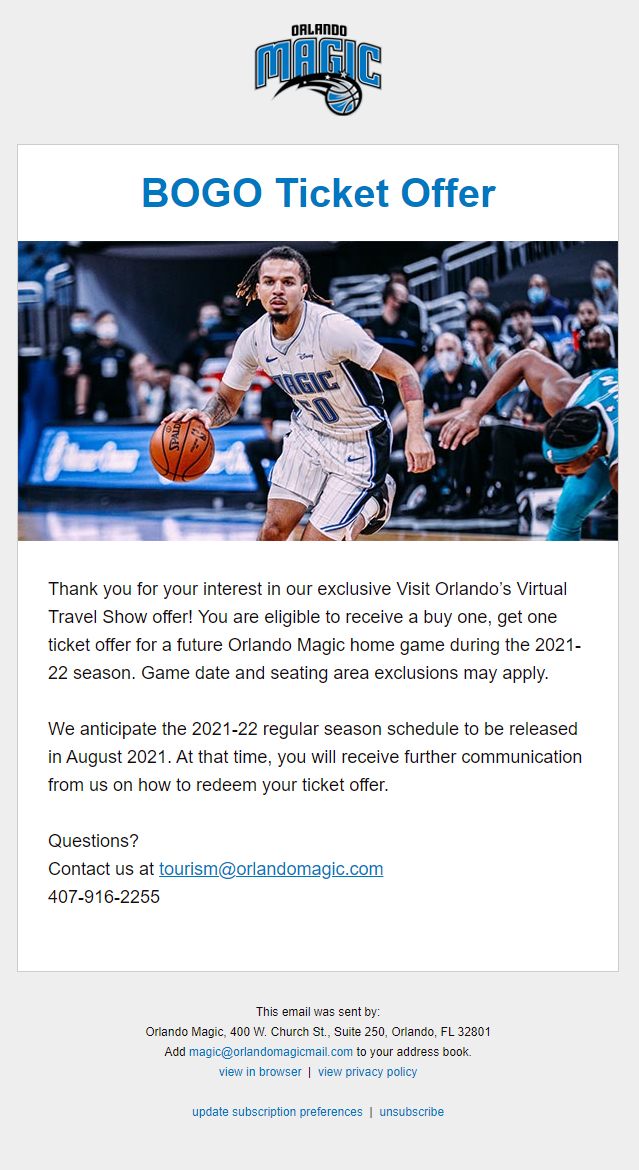 ORLANDO
MAGIC
BOGO Ticket Offer
Disney
MAGIC
50
SPALDING
Thank you for your interest in our exclusive Visit Orlando’s Virtual
Travel Show offer! You are eligible to receive a buy one, get one
ticket offer for a future Orlando Magic home game during the 2021-
22 season. Game date and seating area exclusions may apply.
We anticipate the 2021-22 regular season schedule to be released
in August 2021. At that time, you will receive further communication
from us on how to redeem your ticket offer.
Questions?
Contact us at tourism@orlandomagic.com
407-916-2255
This email was sent by:
Orlando Magic, 400 W. Church St., Suite 250, Orlando, FL 32801
Add magic@orlandomagicmail.com to your address book.
view in browser | view privacy policy
update subscription preferences | unsubscribe